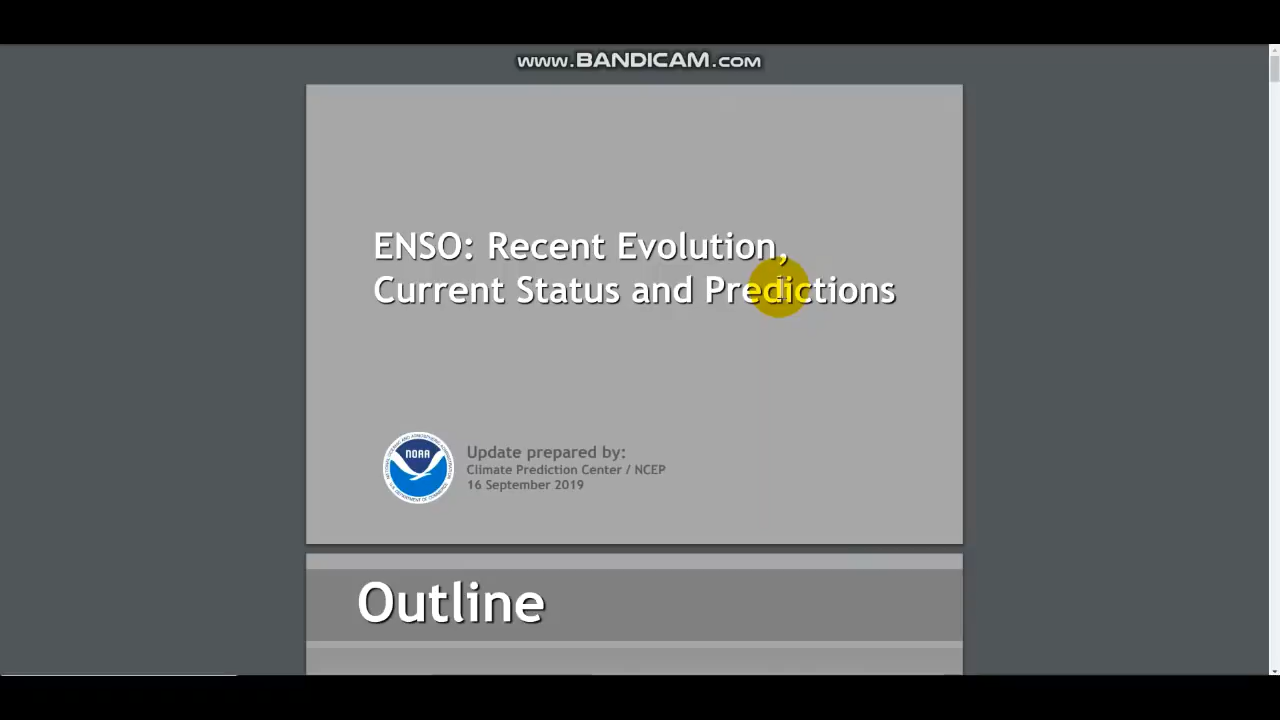 www.BANDICAM.com
ENSO: Recent Evolution,
Current Status and Predictions
NOAA
Update prepared by:
Climate Prediction Center / NCEP
16 September 2019
Outline